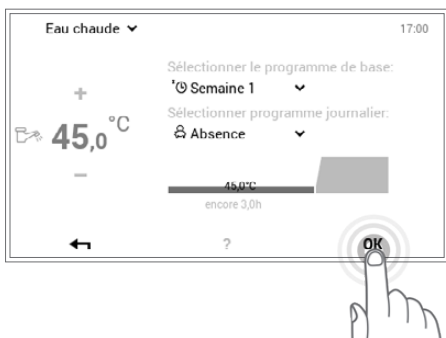 Eau chaude
17:00
Sélectionner le programme de base:
Semaine 1
Sélectionner programme journalier:
Absence
+
45,0°C
–
45,0°C
encore 3,0h
?
OK